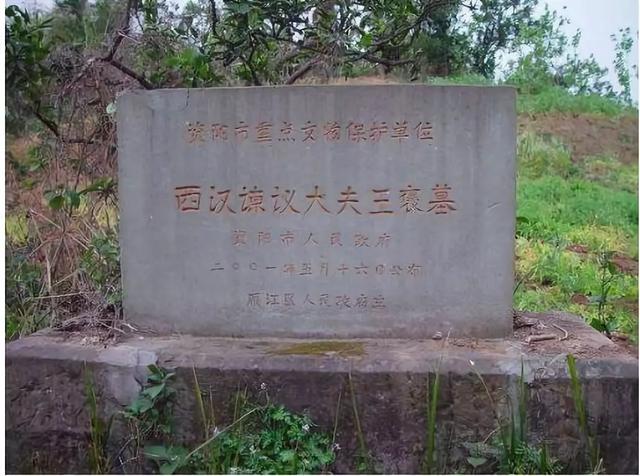 资阳市重点文物保护单位
西汉谏议大夫王褒墓
资阳市人民政府
二〇〇一年五月十六日公布
雁江区人民政府立